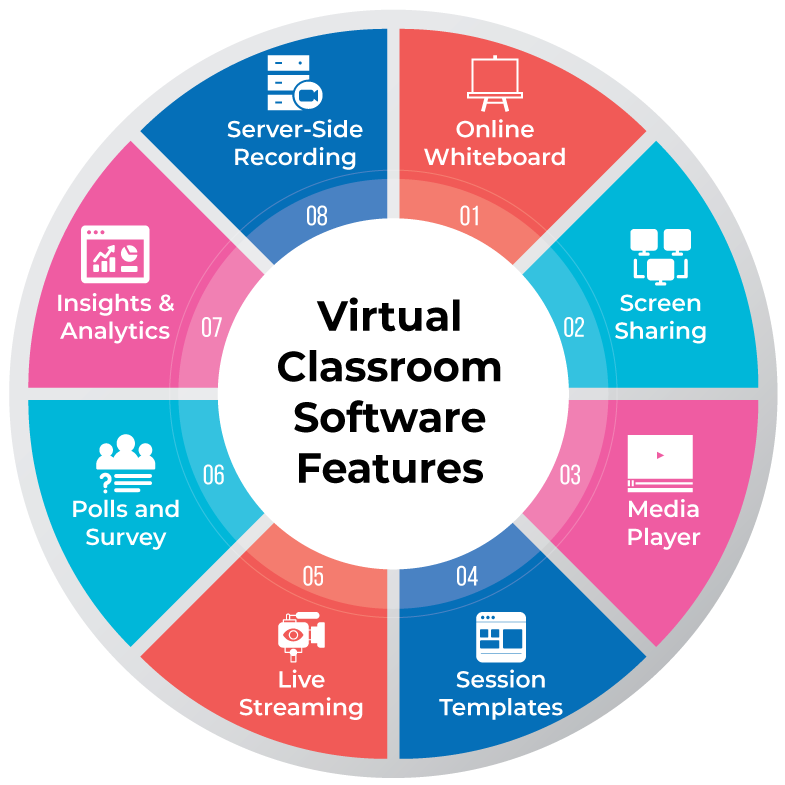 Virtual
Classroom
Software
Features
01
Online
Whiteboard
02
Screen
Sharing
03
Media
Player
04
Session
Templates
05
Live
Streaming
06
Polls and
Survey
07
Insights &
Analytics
08
Server-Side
Recording